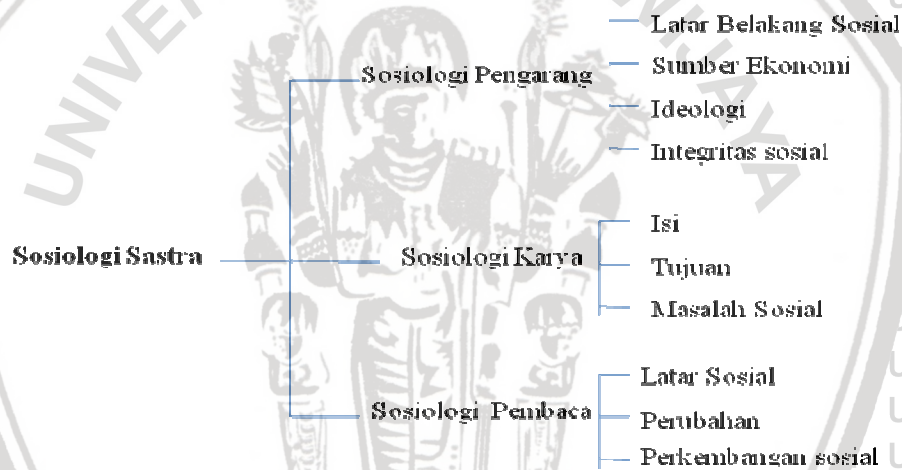 Latar Belakang Sosial
Sosiologi Pengarang
Sumber Ekonomi
Ideologi
Integritas sosial
Sosiologi Sastra
Sosiologi Karya
Isi
Tujuan
Masalah Sosial
Sosiologi Pembaca
Latar Sosial
Perubahan
Perkembangan sosial